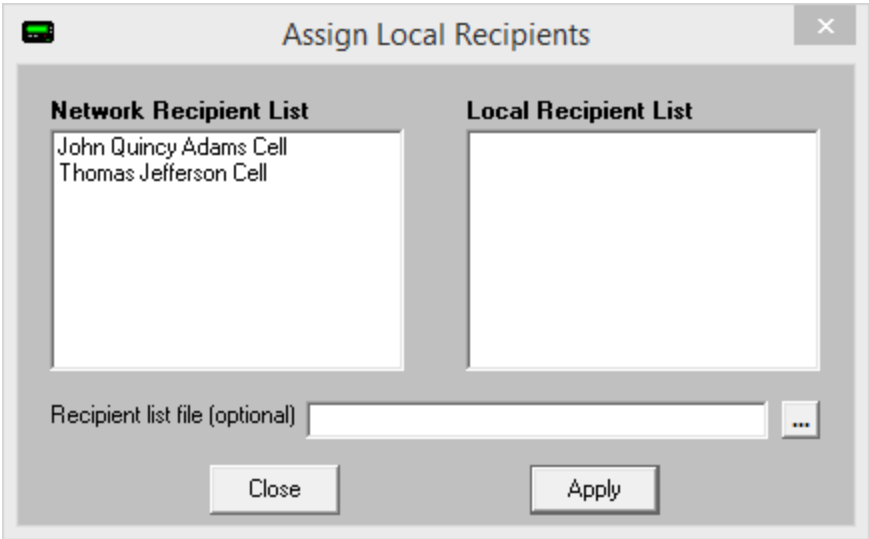 Assign Local Recipients
Network Recipient List
Local Recipient List
John Quincy Adams Cell
Thomas Jefferson Cell
Recipient list file (optional)
...
Close
Apply